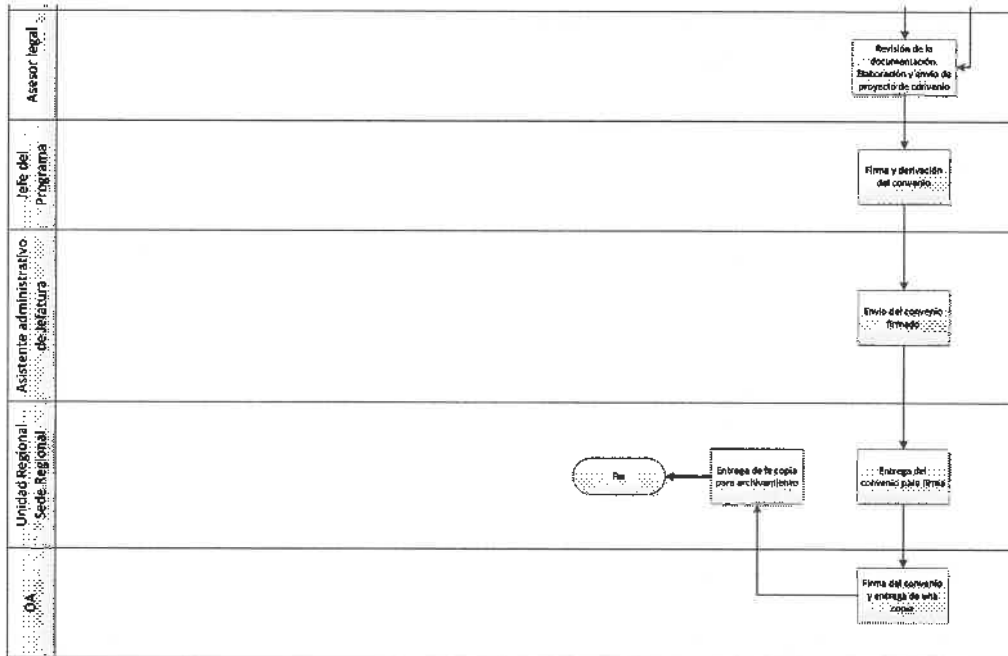 Asesor legal
Revisión de la
documentación.
Elaboración y envío de
proyecto de convenio
Jefe del
Programa
Firma y derivación
del convenio
Asistente administrativo
de Jefatura
Envío del convenio
firmado
Unidad Regional
Sede Regional
Fin
Entrega de la copia
para archivamiento
Entrega del
convenio para firma
OA
Firma del convenio
y entrega de una
copia